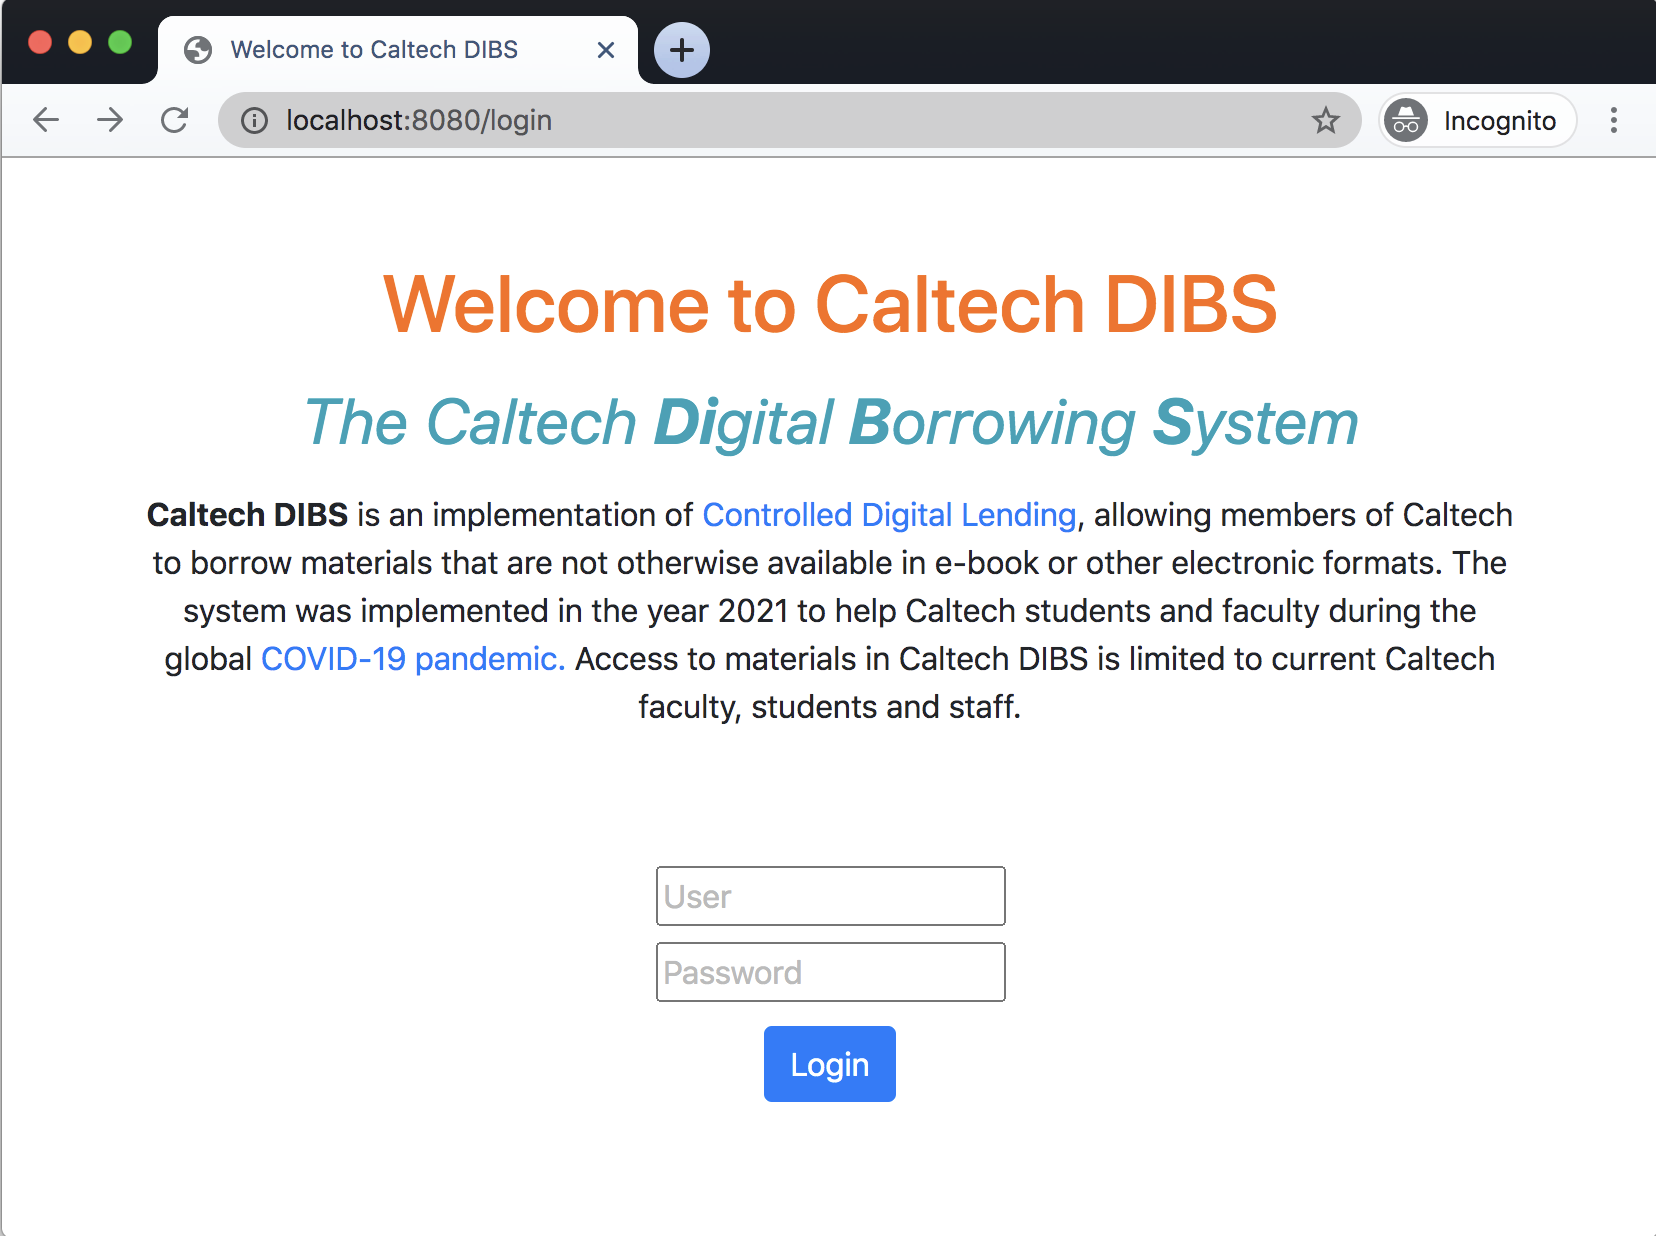 Welcome to Caltech DIBS
localhost:8080/login
Incognito
Welcome to Caltech DIBS
The Caltech Digital Borrowing System
Caltech DIBS is an implementation of Controlled Digital Lending, allowing members of Caltech
to borrow materials that are not otherwise available in e-book or other electronic formats. The
system was implemented in the year 2021 to help Caltech students and faculty during the
global COVID-19 pandemic. Access to materials in Caltech DIBS is limited to current Caltech
faculty, students and staff.
User
Password
Login